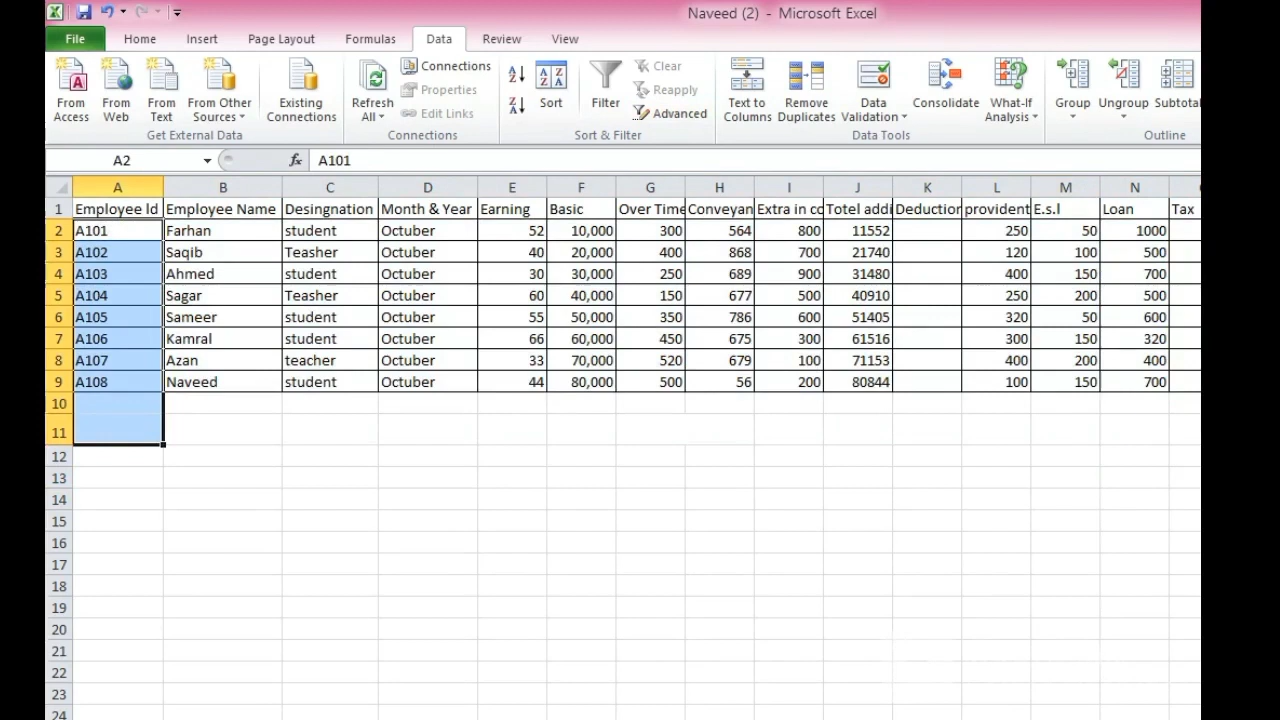 Naveed (2) - Microsoft Excel
File Home Insert Page Layout Formulas Data Review View
From Access From Web From Text From Other Sources Existing Connections Refresh All Connections Properties Edit Links Sort Filter Clear Reapply Advanced Text to Columns Remove Duplicates Data Validation Consolidate What-If Analysis Group Ungroup Subtotal
Get External Data Connections Sort & Filter Data Tools Outline
A2 fx A101
A B C D E F G H I J K L M N
1 Employee Id Employee Name Desingnation Month & Year Earning Basic Over Time Conveyan Extra in co Totel addi Deduction provident E.s.l Loan Tax
2 A101 Farhan student Octuber 52 10,000 300 564 800 11552 250 50 1000
3 A102 Saqib Teasher Octuber 40 20,000 400 868 700 21740 120 100 500
4 A103 Ahmed student Octuber 30 30,000 250 689 900 31480 400 150 700
5 A104 Sagar Teasher Octuber 60 40,000 150 677 500 40910 250 200 500
6 A105 Sameer student Octuber 55 50,000 350 786 600 51405 320 50 600
7 A106 Kamral student Octuber 66 60,000 450 675 300 61516 300 150 320
8 A107 Azan teacher Octuber 33 70,000 520 679 100 71153 400 200 400
9 A108 Naveed student Octuber 44 80,000 500 56 200 80844 100 150 700
10
11
12
13
14
15
16
17
18
19
20
21
22
23
24